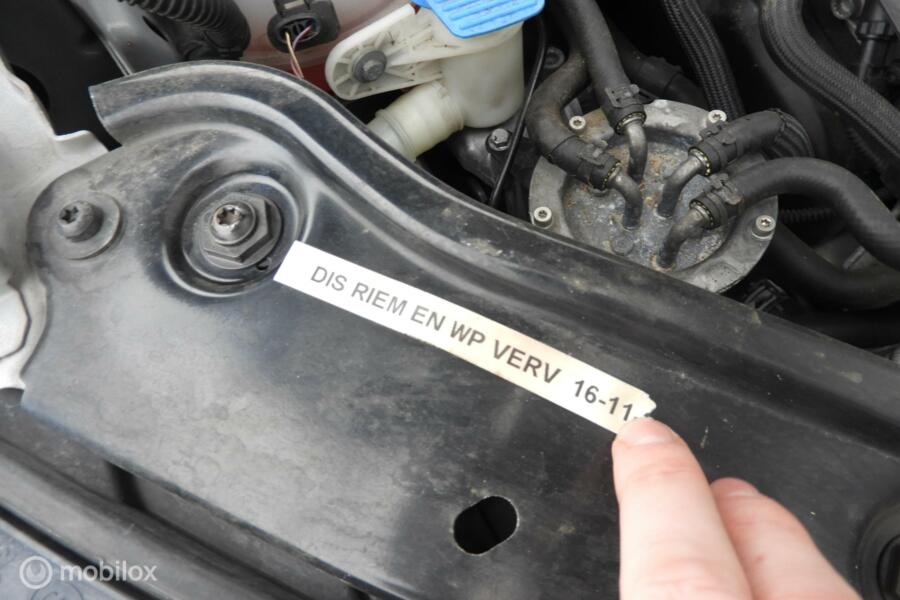 DIS RIEM EN WP VERV 16-11
mobilox